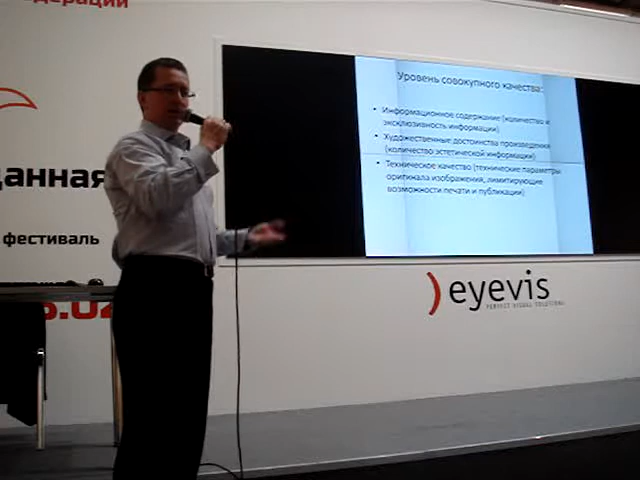 Федерации
данная
фестиваль
Уровень совокупного качества:
• Информационное содержание (количество и
эксклюзивность информации)
• Художественные достоинства произведения
(количество эстетической информации)
• Техническое качество (технические параметры
оригинала изображения, лимитирующие
возможности печати и публикации)
eyevis
PERFECT VISUAL SOLUTIONS